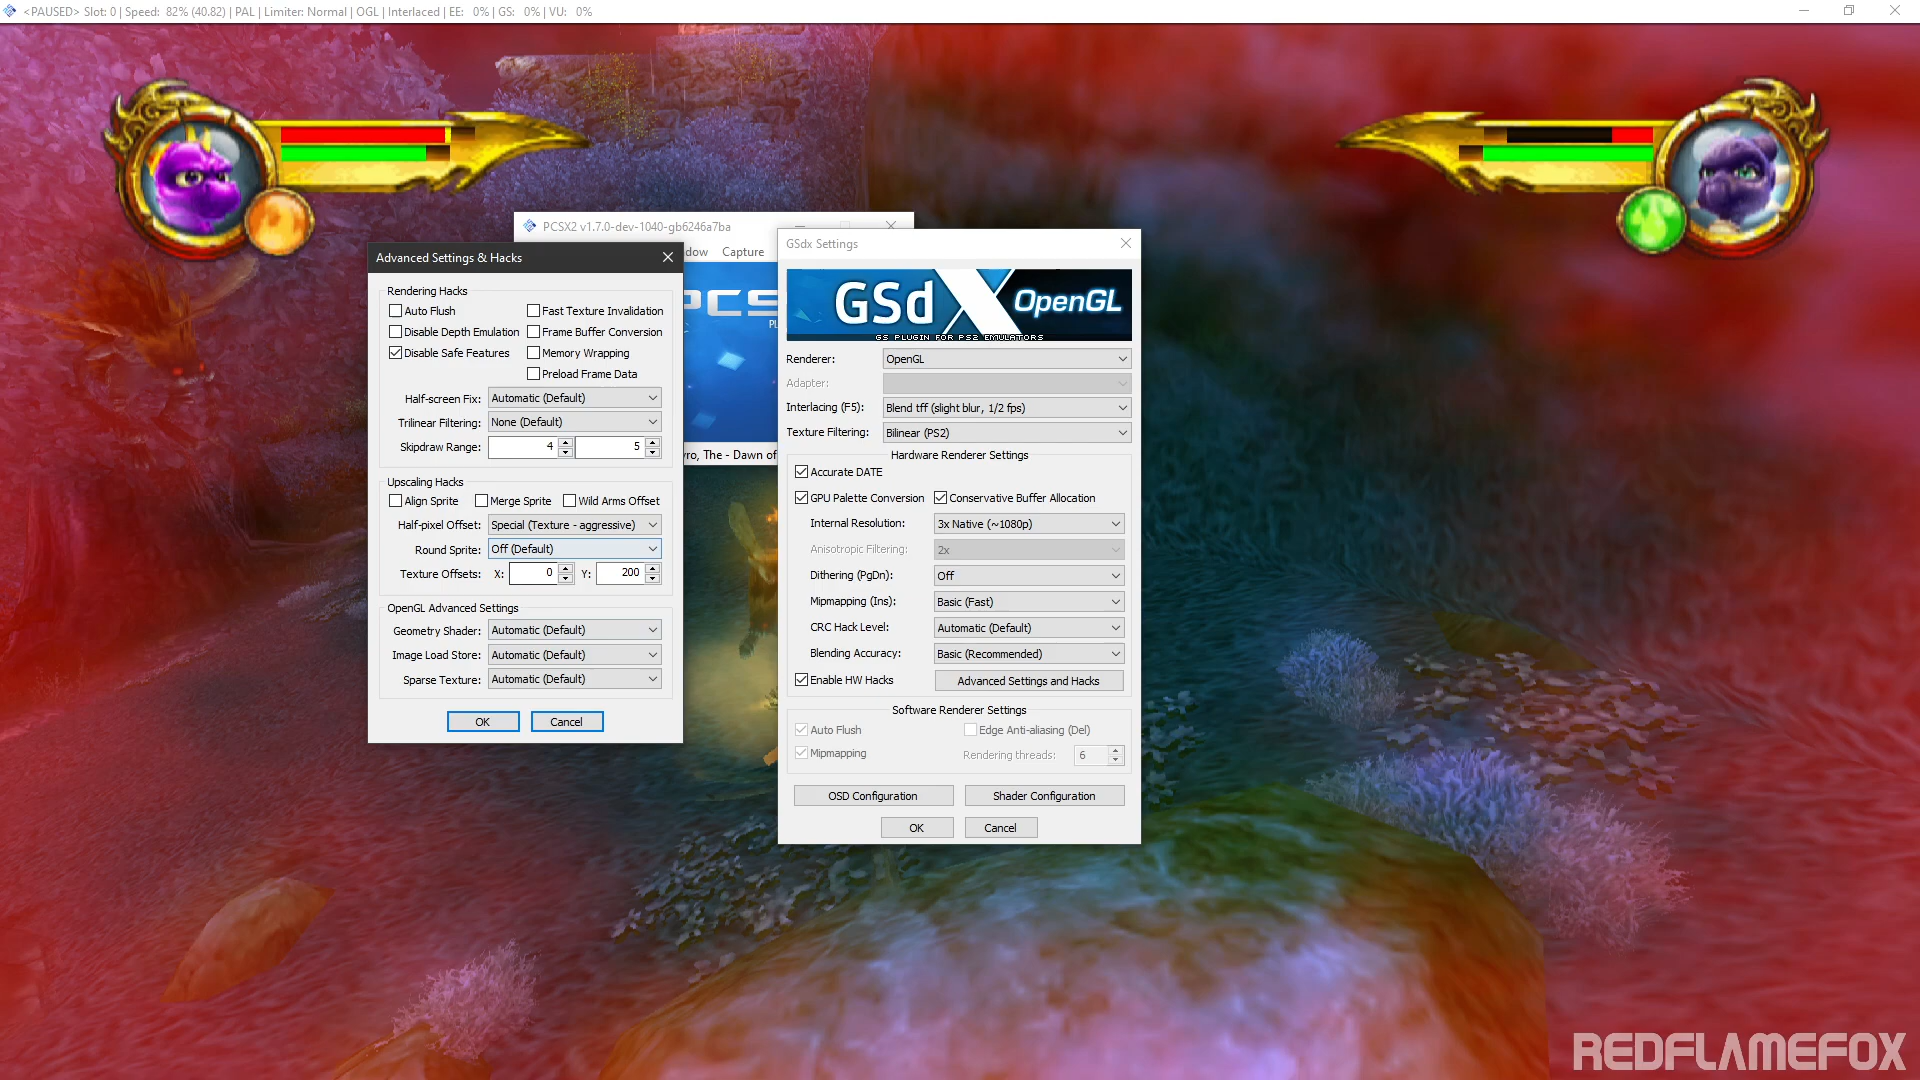 <PAUSED> Slot: 0 | Speed: 82% (40.82) | PAL | Limiter: Normal | OGL | Interlaced | EE: 0% | GS: 0% | VU: 0%
PCSX2 v1.7.0-dev-1040-gb6246a7ba
dow Capture
PCS
PL
yro, The - Dawn of
Advanced Settings & Hacks
Rendering Hacks
Auto Flush
Fast Texture Invalidation
Disable Depth Emulation
Frame Buffer Conversion
Disable Safe Features
Memory Wrapping
Preload Frame Data
Half-screen Fix: Automatic (Default)
Trilinear Filtering: None (Default)
Skipdraw Range: 4 5
Upscaling Hacks
Align Sprite
Merge Sprite
Wild Arms Offset
Half-pixel Offset: Special (Texture - aggressive)
Round Sprite: Off (Default)
Texture Offsets: X: 0 Y: 200
OpenGL Advanced Settings
Geometry Shader: Automatic (Default)
Image Load Store: Automatic (Default)
Sparse Texture: Automatic (Default)
OK
Cancel
GSdx Settings
GSdX OpenGL
GS PLUGIN FOR PS2 EMULATORS
Renderer: OpenGL
Adapter:
Interlacing (F5): Blend tff (slight blur, 1/2 fps)
Texture Filtering: Bilinear (PS2)
Hardware Renderer Settings
Accurate DATE
GPU Palette Conversion
Conservative Buffer Allocation
Internal Resolution: 3x Native (~1080p)
Anisotropic Filtering: 2x
Dithering (PgDn): Off
Mipmapping (Ins): Basic (Fast)
CRC Hack Level: Automatic (Default)
Blending Accuracy: Basic (Recommended)
Enable HW Hacks
Advanced Settings and Hacks
Software Renderer Settings
Auto Flush
Edge Anti-aliasing (Del)
Mipmapping
Rendering threads: 6
OSD Configuration
Shader Configuration
OK
Cancel
REDFLAMEFOX